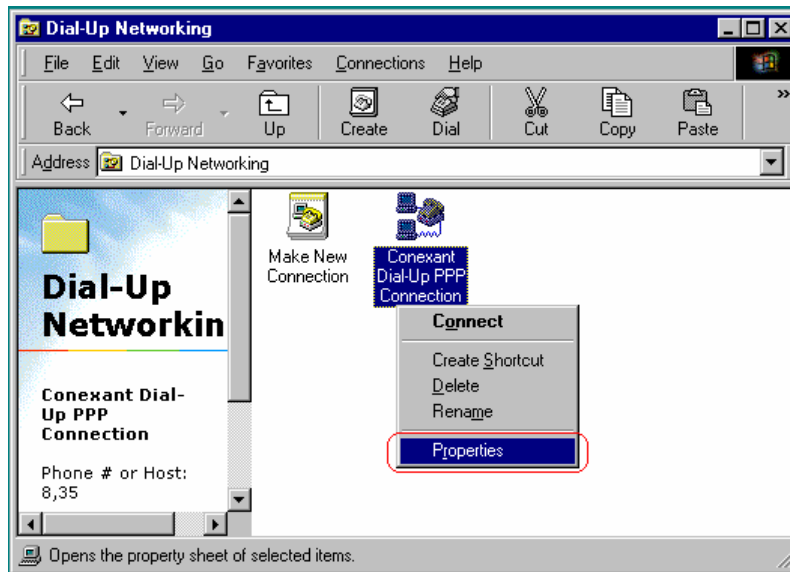 Dial-Up Networking
File Edit View Go Favorites Connections Help
Back Forward Up Create Dial Cut Copy Paste »
Address Dial-Up Networking
Dial-Up
Networkin
Conexant Dial-
Up PPP
Connection
Phone # or Host:
8,35
Make New
Connection
Conexant
Dial-Up PPP
Connection
Connect
Create Shortcut
Delete
Rename
Properties
Opens the property sheet of selected items.